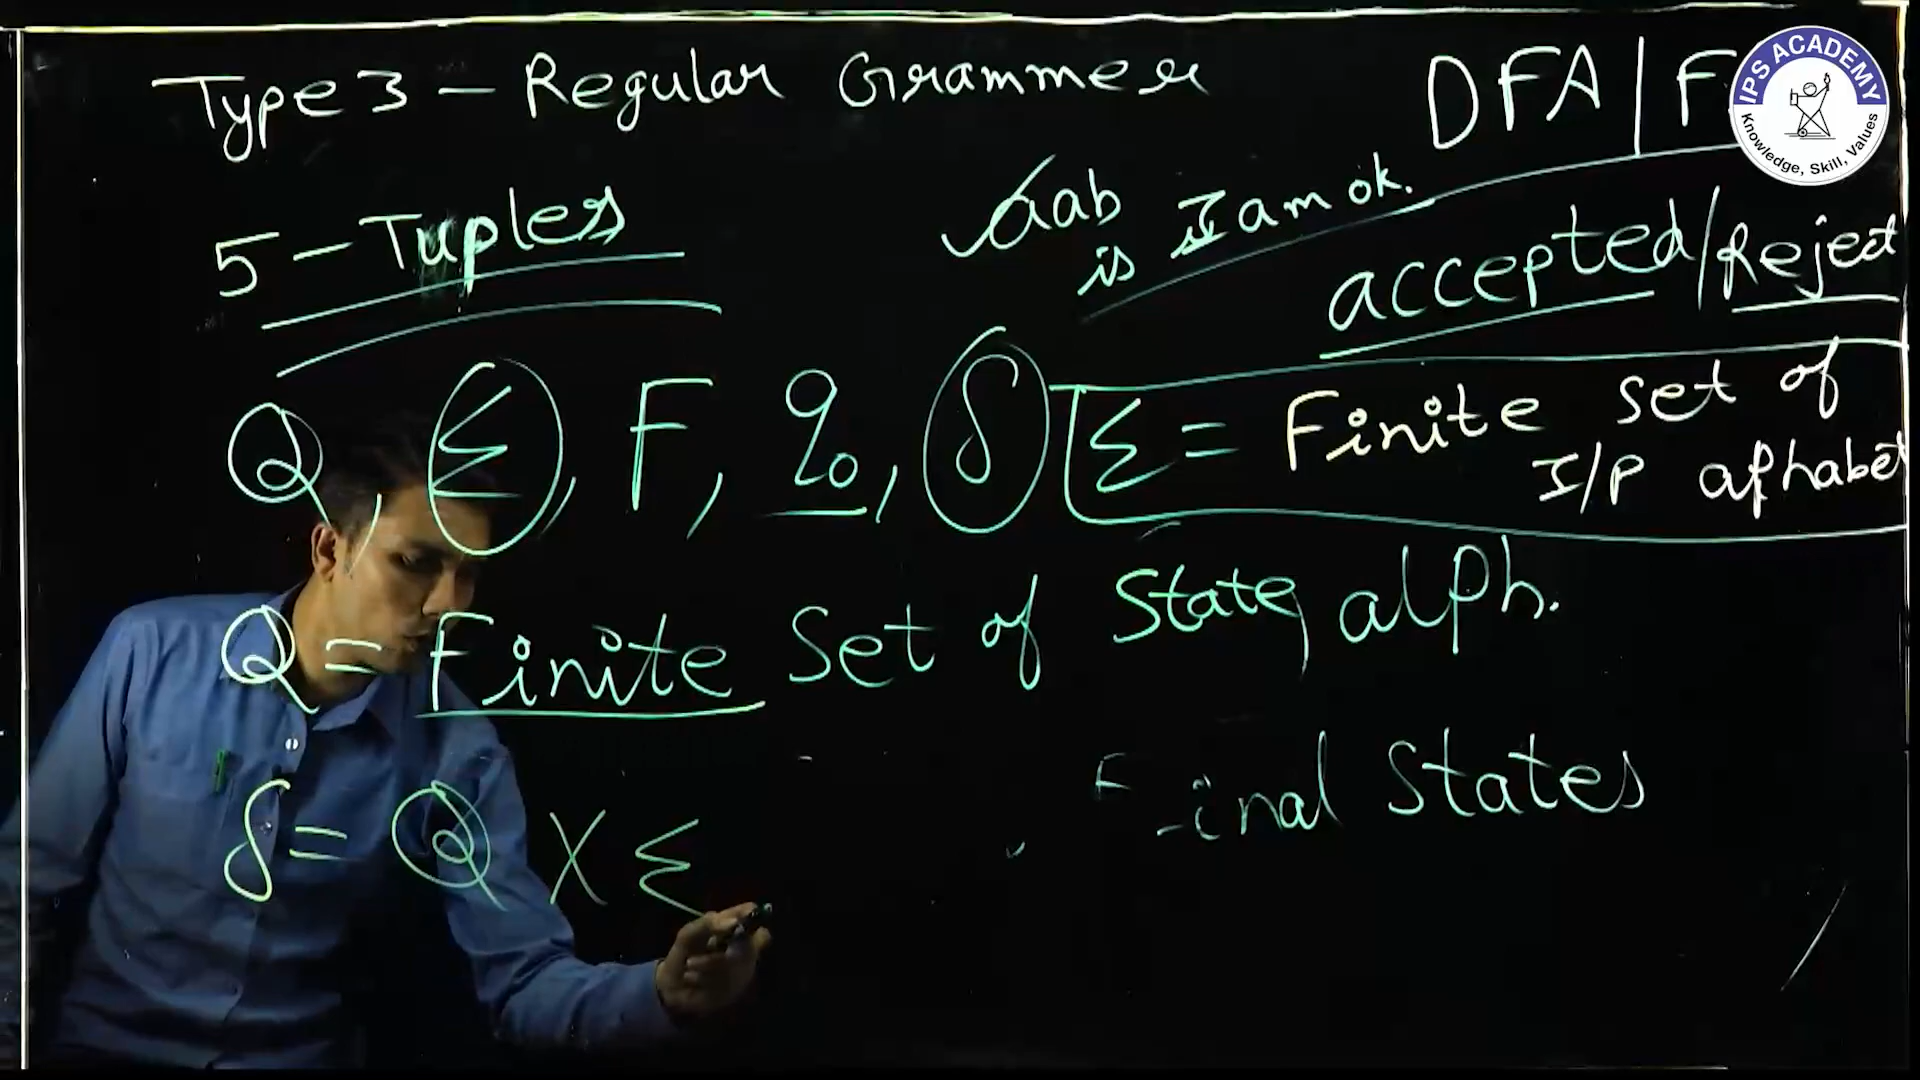 Type 3 - Regular Grammer
DFA | F
IPS ACADEMY
Knowledge, Skill, Values
5-Tuples
aab is I am ok.
accepted/Reject
Q, Σ, F, q0, δ
Σ = Finite set of
I/P alphabet
Q = Finite Set of State alph.
Final States
δ = Q X Σ